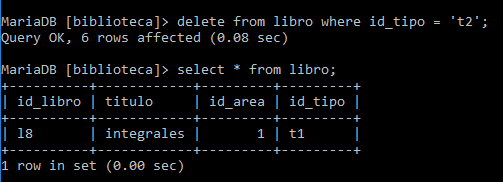 MariaDB [biblioteca]> delete from libro where id_tipo = 't2';
Query OK, 6 rows affected (0.08 sec)
MariaDB [biblioteca]> select * from libro;
+----------+------------+---------+---------+
| id_libro | titulo     | id_area | id_tipo |
+----------+------------+---------+---------+
| l8       | integrales |       1 | t1      |
+----------+------------+---------+---------+
1 row in set (0.00 sec)